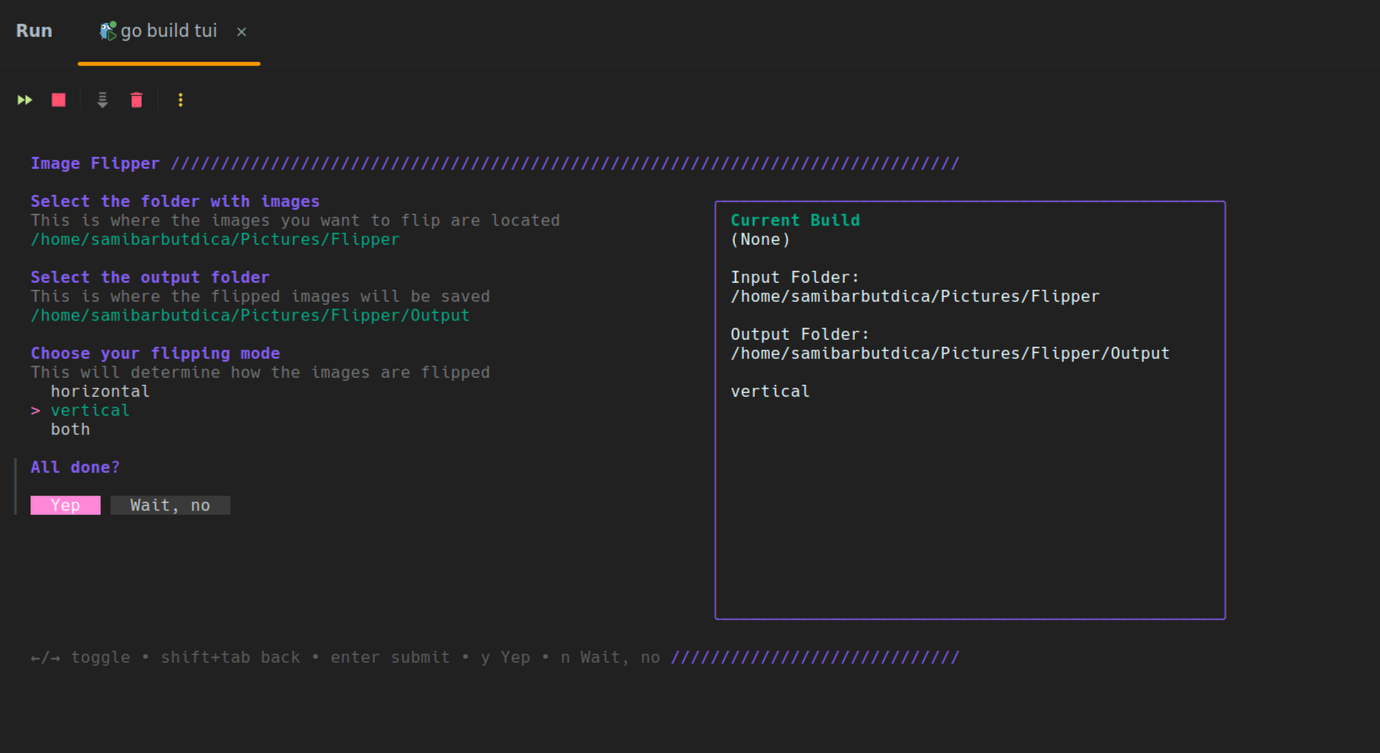 Run go build tui ×
Image Flipper ///////////////////////////////////////////////////////////////////////////////
Select the folder with images
This is where the images you want to flip are located
/home/samibarbutdica/Pictures/Flipper
Select the output folder
This is where the flipped images will be saved
/home/samibarbutdica/Pictures/Flipper/Output
Choose your flipping mode
This will determine how the images are flipped
horizontal
> vertical
both
All done?
Yep Wait, no
Current Build
(None)
Input Folder:
/home/samibarbutdica/Pictures/Flipper
Output Folder:
/home/samibarbutdica/Pictures/Flipper/Output
vertical
←/→ toggle • shift+tab back • enter submit • y Yep • n Wait, no /////////////////////////////